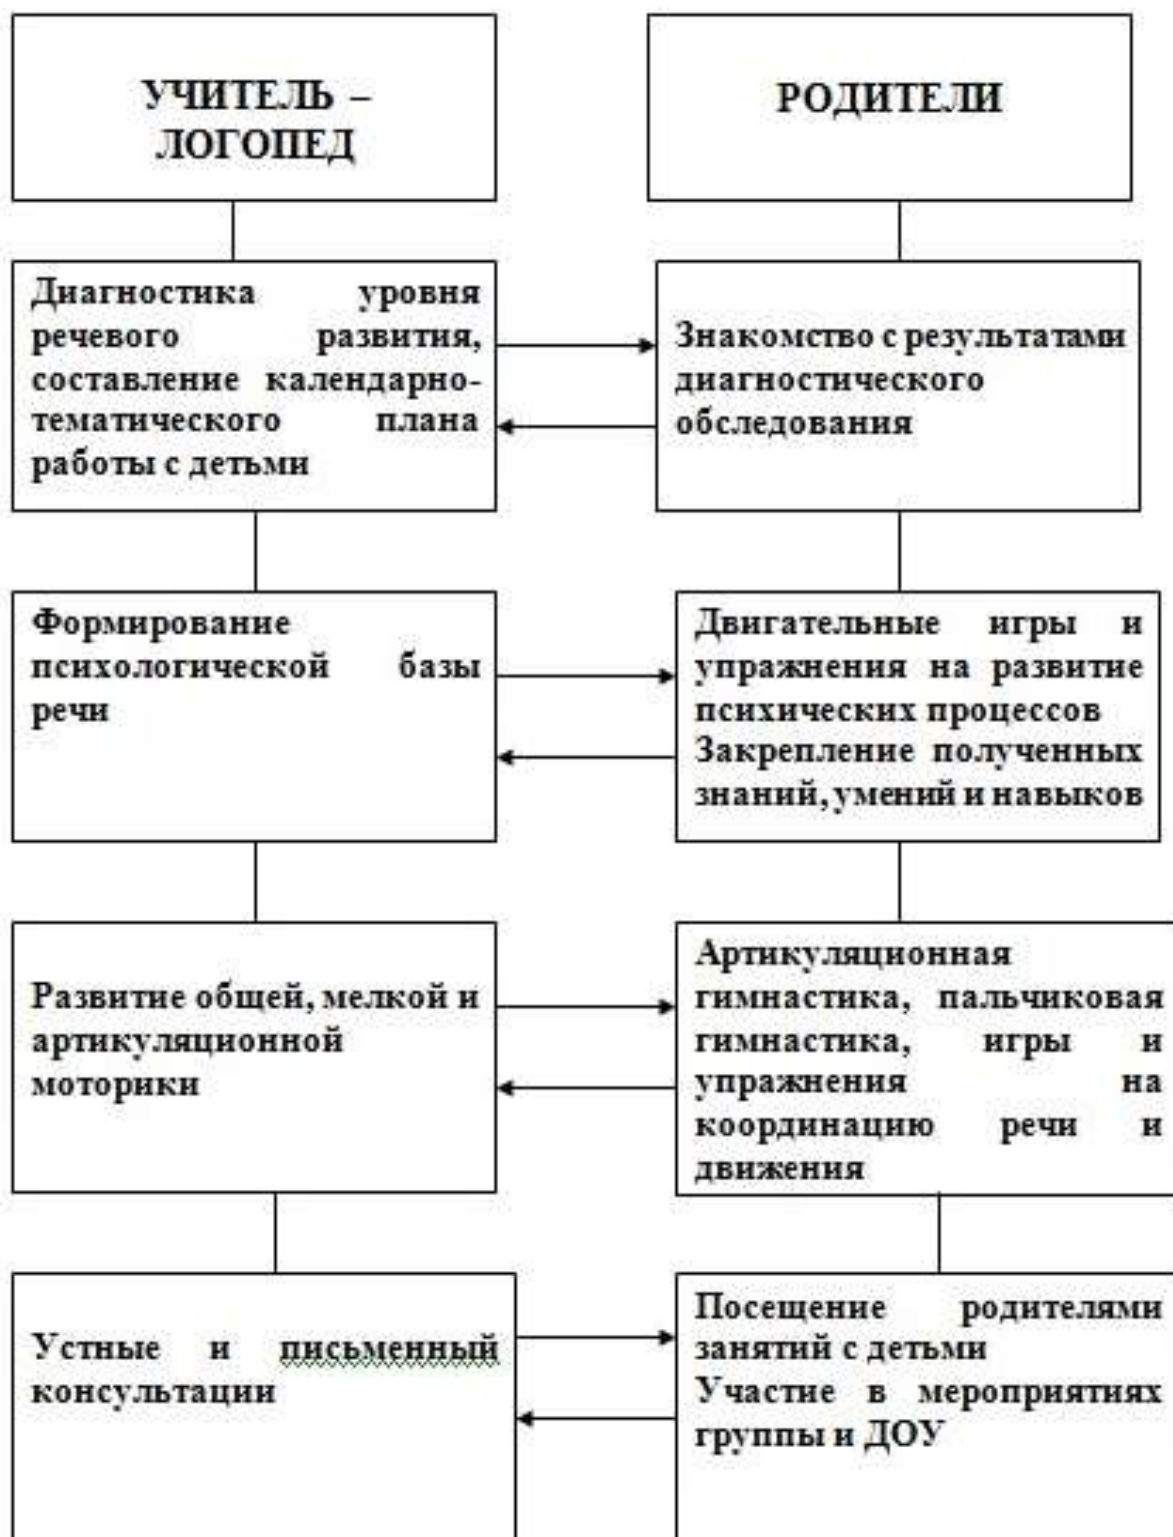 УЧИТЕЛЬ –
ЛОГОПЕД
РОДИТЕЛИ
Диагностика уровня
речевого развития,
составление календарно-
тематического плана
работы с детьми
Знакомство с результатами
диагностического
обследования
Формирование
психологической базы
речи
Двигательные игры и
упражнения на развитие
психических процессов
Закрепление полученных
знаний, умений и навыков
Развитие общей, мелкой и
артикуляционной
моторики
Артикуляционная
гимнастика, пальчиковая
гимнастика, игры и
упражнения на
координацию речи и
движения
Устные и письменный
консультации
Посещение родителями
занятий с детьми
Участие в мероприятиях
группы и ДОУ